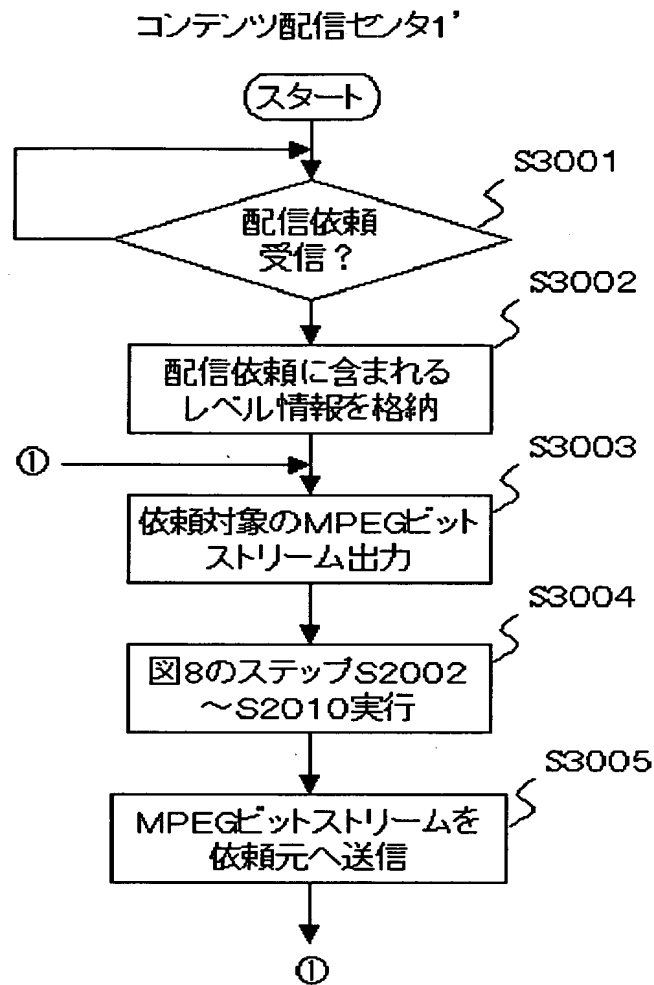 コンテンツ配信センタ1’
スタート
S3001
配信依頼
受信？
S3002
配信依頼に含まれる
レベル情報を格納
①
S3003
依頼対象のMPEGビット
ストリーム出力
S3004
図8のステップS2002
～S2010実行
S3005
MPEGビットストリームを
依頼元へ送信
①